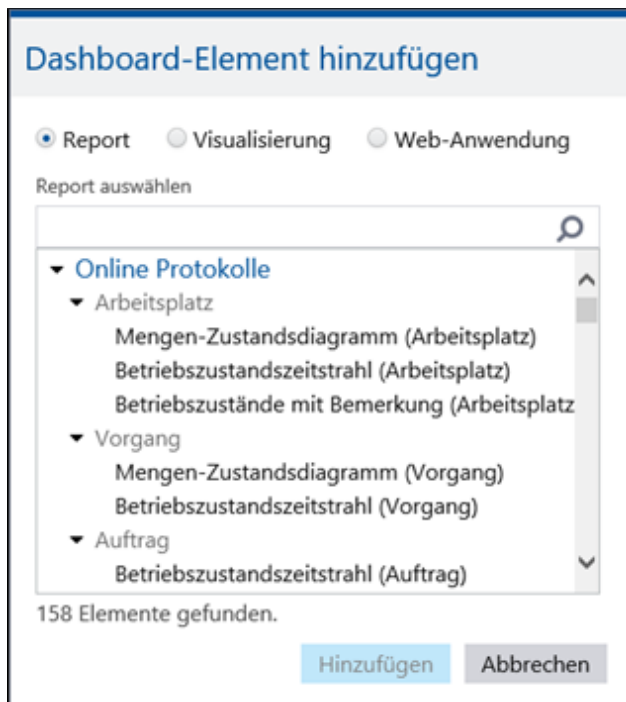 Dashboard-Element hinzufügen
Report Visualisierung Web-Anwendung
Report auswählen
Online Protokolle
Arbeitsplatz
Mengen-Zustandsdiagramm (Arbeitsplatz)
Betriebszustandszeitstrahl (Arbeitsplatz)
Betriebszustände mit Bemerkung (Arbeitsplatz
Vorgang
Mengen-Zustandsdiagramm (Vorgang)
Betriebszustandszeitstrahl (Vorgang)
Auftrag
Betriebszustandszeitstrahl (Auftrag)
158 Elemente gefunden.
Hinzufügen Abbrechen